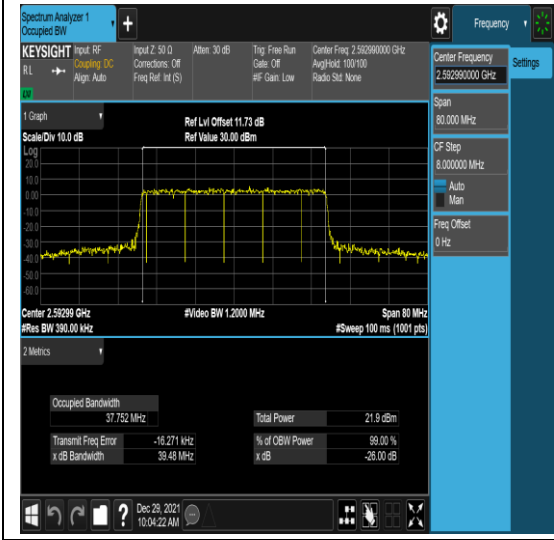 Spectrum Analyzer 1
Occupied BW
Frequency
KEYSIGHT
Input: RF
Coupling: DC
Align: Auto
Input Z: 50 Ω
Corrections: Off
Freq Ref: Int (S)
Atten: 30 dB
Trig: Free Run
Gate: Off
#IF Gain: Low
Center Freq: 2.592990000 GHz
Avg|Hold: 100/100
Radio Std: None
R L
Center Frequency
2.592990000 GHz
Settings
Span
80.000 MHz
CF Step
8.000000 MHz
Auto
Man
Freq Offset
0 Hz
1 Graph
Scale/Div 10.0 dB
Ref Lvl Offset 11.73 dB
Ref Value 30.00 dBm
Log
20.0
10.0
0.00
-10.0
-20.0
-30.0
-40.0
-50.0
-60.0
Center 2.59299 GHz
#Res BW 390.00 kHz
#Video BW 1.2000 MHz
Span 80 MHz
#Sweep 100 ms (1001 pts)
2 Metrics
Occupied Bandwidth
37.752 MHz
Transmit Freq Error -16.271 kHz
x dB Bandwidth 39.48 MHz
Total Power 21.9 dBm
% of OBW Power 99.00 %
x dB -26.00 dB
?
Dec 29, 2021
10:04:22 AM